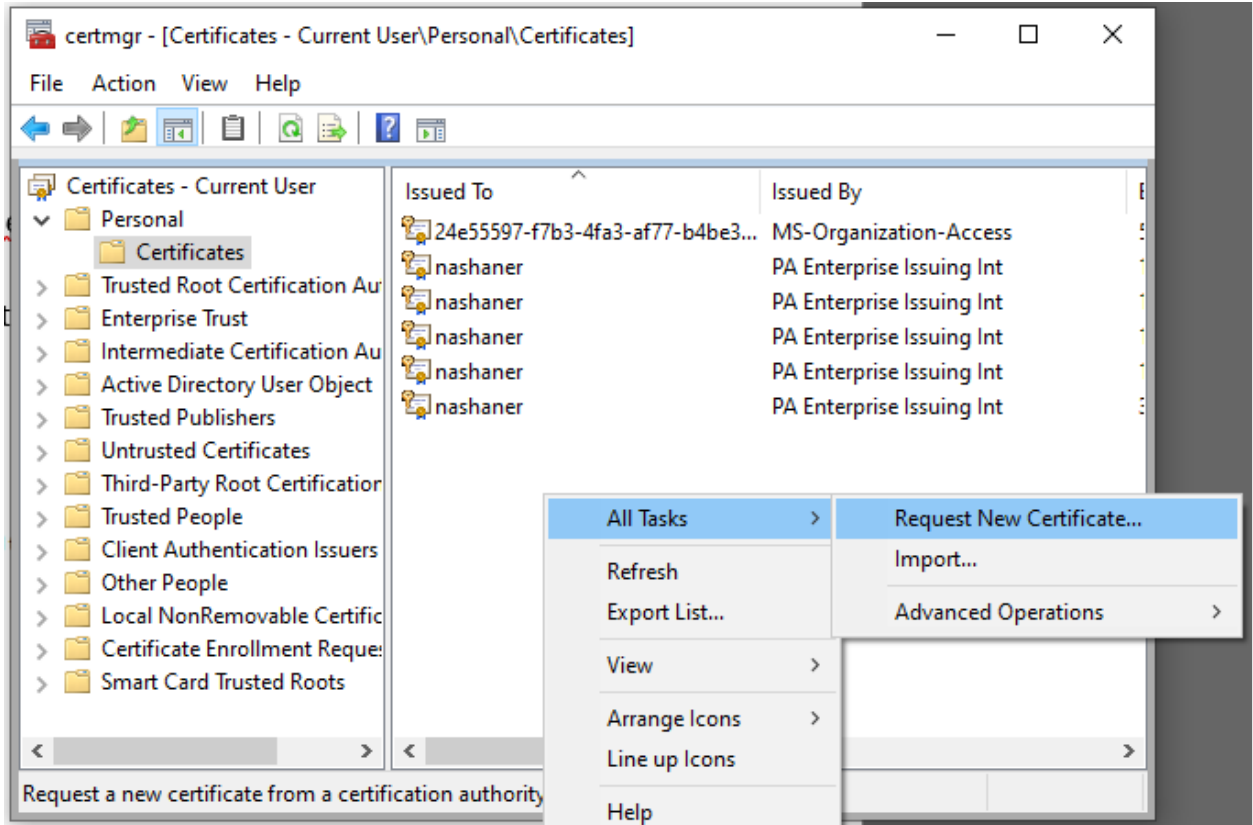 certmgr - [Certificates - Current User\Personal\Certificates]
File Action View Help
Certificates - Current User
Personal
Certificates
Trusted Root Certification Au
Enterprise Trust
Intermediate Certification Au
Active Directory User Object
Trusted Publishers
Untrusted Certificates
Third-Party Root Certification
Trusted People
Client Authentication Issuers
Other People
Local NonRemovable Certific
Certificate Enrollment Reque
Smart Card Trusted Roots
Issued To Issued By
24e55597-f7b3-4fa3-af77-b4be3... MS-Organization-Access
nashaner PA Enterprise Issuing Int
nashaner PA Enterprise Issuing Int
nashaner PA Enterprise Issuing Int
nashaner PA Enterprise Issuing Int
nashaner PA Enterprise Issuing Int
All Tasks
Refresh
Export List...
View
Arrange Icons
Line up Icons
Help
Request New Certificate...
Import...
Advanced Operations
Request a new certificate from a certification authority